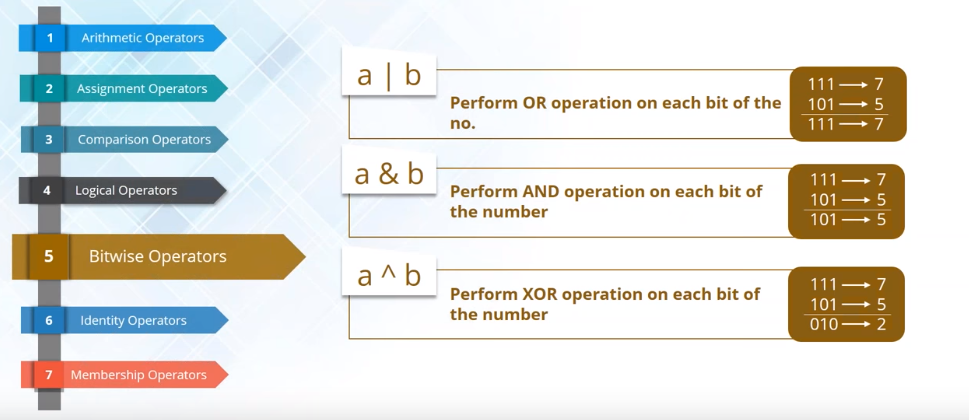 1 Arithmetic Operators
2 Assignment Operators
3 Comparison Operators
4 Logical Operators
5 Bitwise Operators
6 Identity Operators
7 Membership Operators
a | b
Perform OR operation on each bit of the
no.
111 → 7
101 → 5
111 → 7
a & b
Perform AND operation on each bit of
the number
111 → 7
101 → 5
101 → 5
a ^ b
Perform XOR operation on each bit of
the number
111 → 7
101 → 5
010 → 2